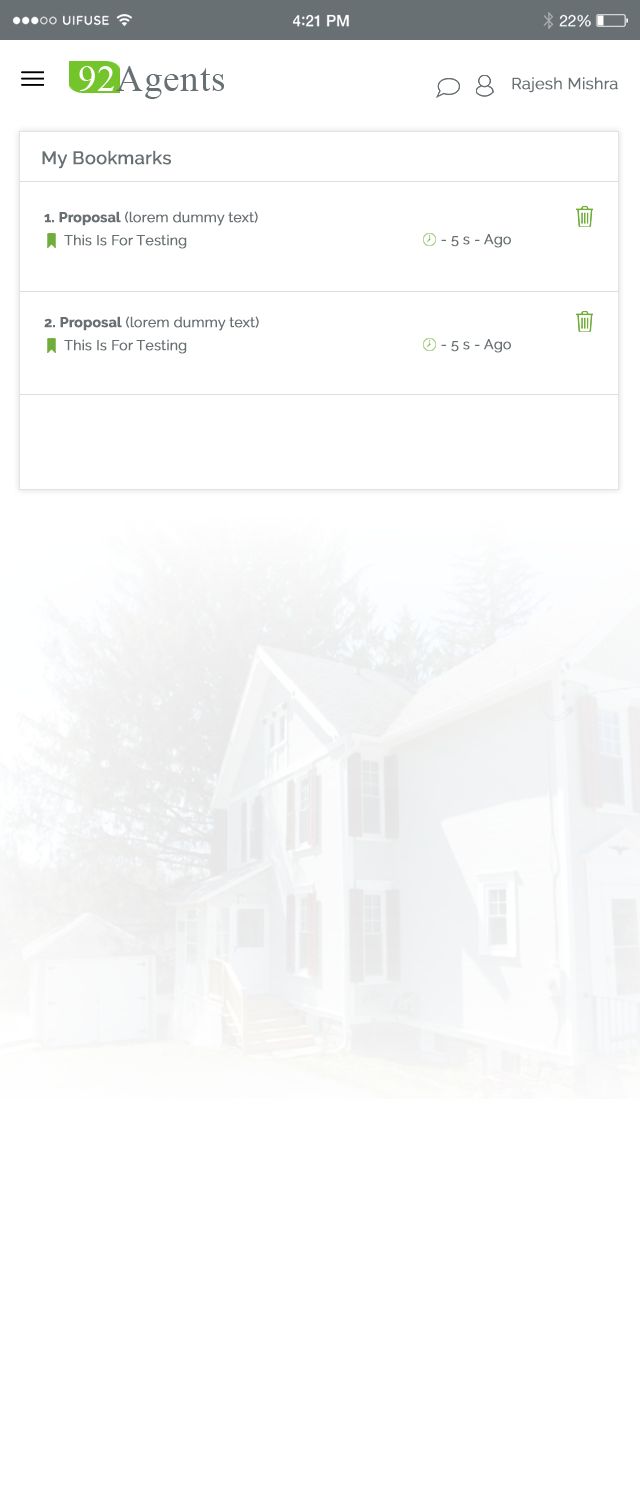 UIFUSE 4:21 PM 22%
92Agents Rajesh Mishra
My Bookmarks
1. Proposal (lorem dummy text)
This Is For Testing - 5 s - Ago
2. Proposal (lorem dummy text)
This Is For Testing - 5 s - Ago